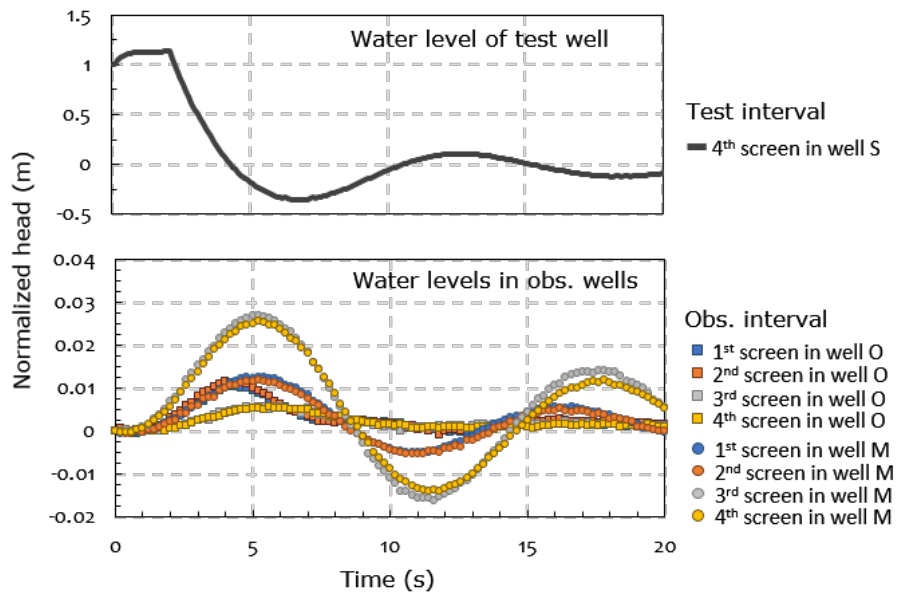 1.5
1
0.5
0
-0.5
Water level of test well
Test interval
4th screen in well S
Normalized head (m)
0.04
0.03
0.02
0.01
0
-0.01
-0.02
Water levels in obs. wells
0 5 10 15 20
Time (s)
Obs. interval
1st screen in well O
2nd screen in well O
3rd screen in well O
4th screen in well O
1st screen in well M
2nd screen in well M
3rd screen in well M
4th screen in well M